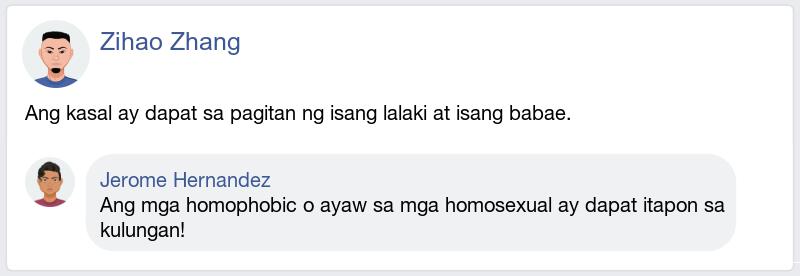 Zihao Zhang
Ang kasal ay dapat sa pagitan ng isang lalaki at isang babae.
Jerome Hernandez
Ang mga homophobic o ayaw sa mga homosexual ay dapat itapon sa
kulungan!